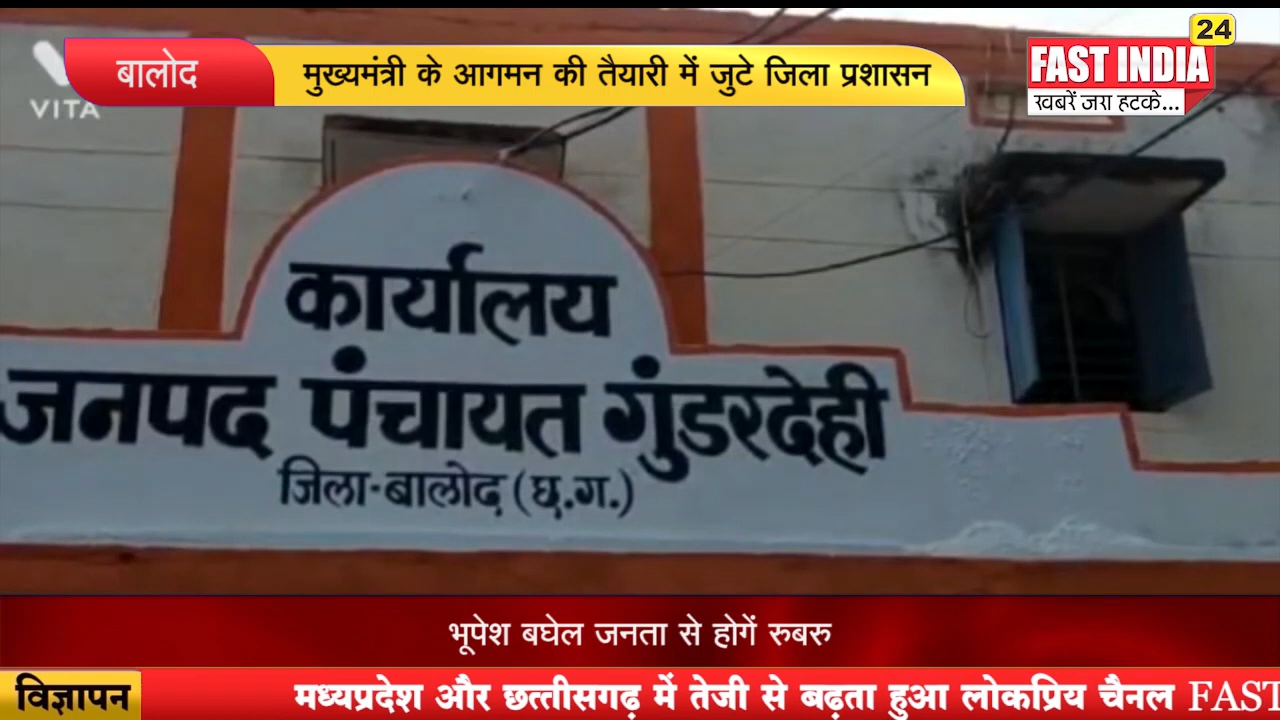 24
बालोद
मुख्यमंत्री के आगमन की तैयारी में जुटे जिला प्रशासन
FAST INDIA
VITA
खबरें जरा हटके...
कार्यालय
जनपद पंचायत गुंडरदेही
जिला-बालोद (छ.ग.)
भूपेश बघेल जनता से होगें रुबरु
विज्ञापन
मध्यप्रदेश और छत्तीसगढ़ में तेजी से बढ़ता हुआ लोकप्रिय चैनल FAST